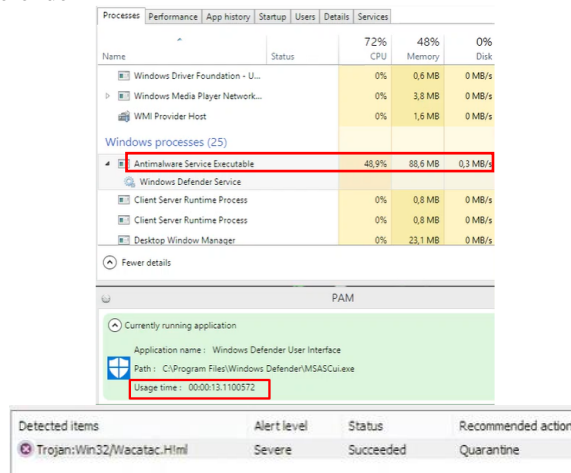 Processes Performance App history Startup Users Details Services
72% 48% 0%
Name Status CPU Memory Disk
Windows Driver Foundation - U... 0% 0,6 MB 0 MB/s
Windows Media Player Network... 0% 3,8 MB 0 MB/s
WMI Provider Host 0% 1,6 MB 0 MB/s
Windows processes (25)
Antimalware Service Executable 48,9% 88,6 MB 0,3 MB/s
Windows Defender Service
Client Server Runtime Process 0% 0,8 MB 0 MB/s
Client Server Runtime Process 0% 0,8 MB 0 MB/s
Desktop Window Manager 0% 23,1 MB 0 MB/s
Fewer details
PAM
Currently running application
Application name : Windows Defender User Interface
Path : C:\Program Files\Windows Defender\MSASCui.exe
Usage time : 00:00:13.1100572
Detected items Alert level Status Recommended action
Trojan:Win32/Wacatac.H!ml Severe Succeeded Quarantine